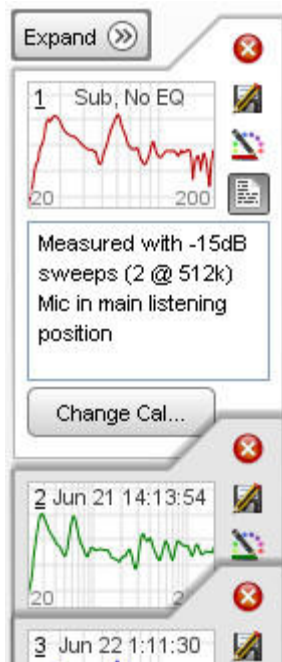 Expand
1 Sub, No EQ
20 200
Measured with -15dB
sweeps (2 @ 512k)
Mic in main listening
position
Change Cal...
2 Jun 21 14:13:54
20 2
3 Jun 22 1:11:30